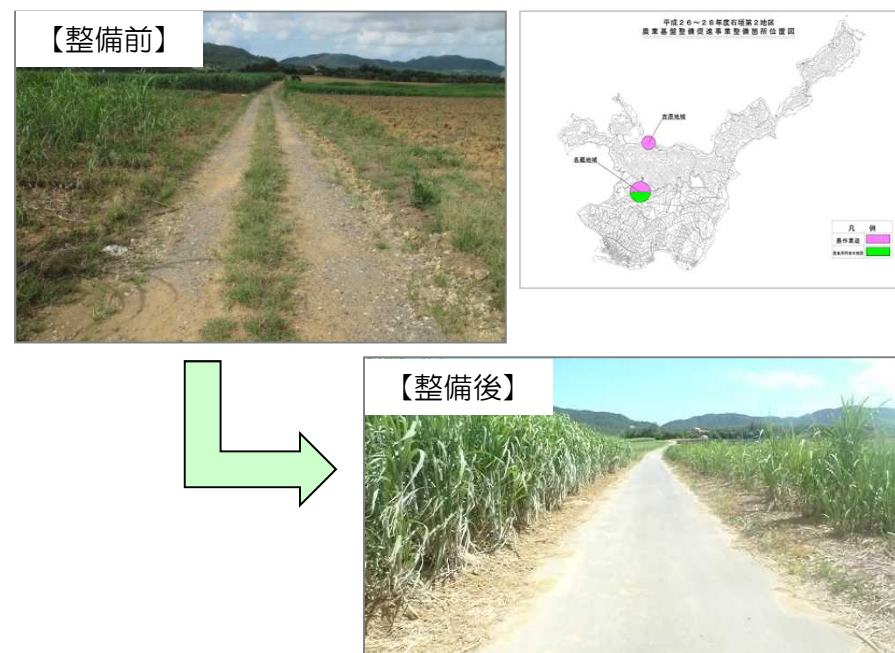 【整備前】
平成26~28年度石垣第2地区
農業基盤整備促進事業整備箇所位置図
吉原地域
名蔵地域
凡 例
農作業道
【整備後】